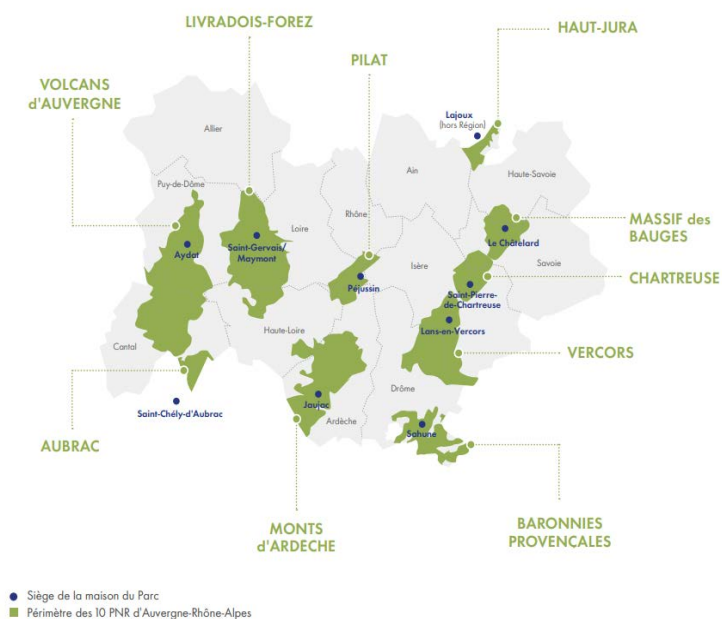 LIVRADOIS-FOREZ
HAUT-JURA
PILAT
VOLCANS
d'AUVERGNE
Lajoux
(hors Région)
Allier
Ain
Puy-de-Dôme
Haute-Savoie
Rhône
Loire
MASSIF des
BAUGES
Le Châtelard
Saint-Gervais/
Maymont
Aydat
Isère
Savoie
CHARTREUSE
Péjussin
Saint-Pierre-
de-Chartreuse
Haute-Loire
Lans-en-Vercors
Cantal
VERCORS
Drôme
Jaujac
Saint-Chély-d'Aubrac
Ardèche
Sahune
AUBRAC
MONTS
d'ARDÈCHE
BARONNIES
PROVENÇALES
Siège de la maison du Parc
Périmètre des 10 PNR d'Auvergne-Rhône-Alpes